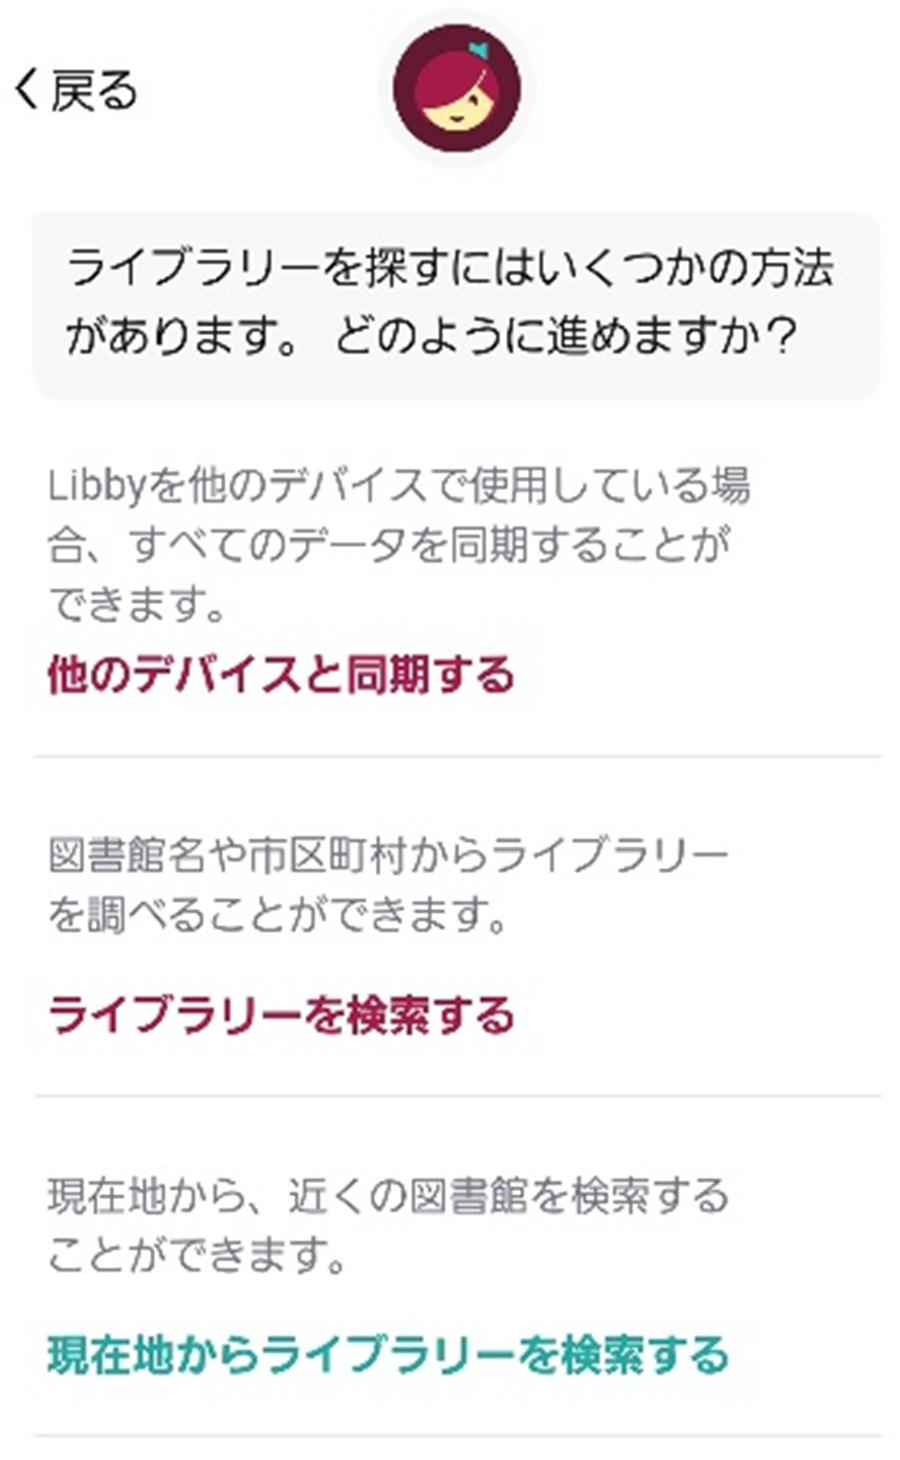 戻る
ライブラリーを探すにはいくつかの方法
があります。 どのように進めますか？
Libbyを他のデバイスで使用している場
合、すべてのデータを同期することが
できます。
他のデバイスと同期する
図書館名や市区町村からライブラリー
を調べることができます。
ライブラリーを検索する
現在地から、近くの図書館を検索する
ことができます。
現在地からライブラリーを検索する